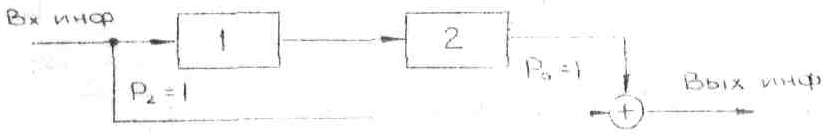 Вх инф
1
2
P₂ = 1
P₀ = 1
Вых инф
+